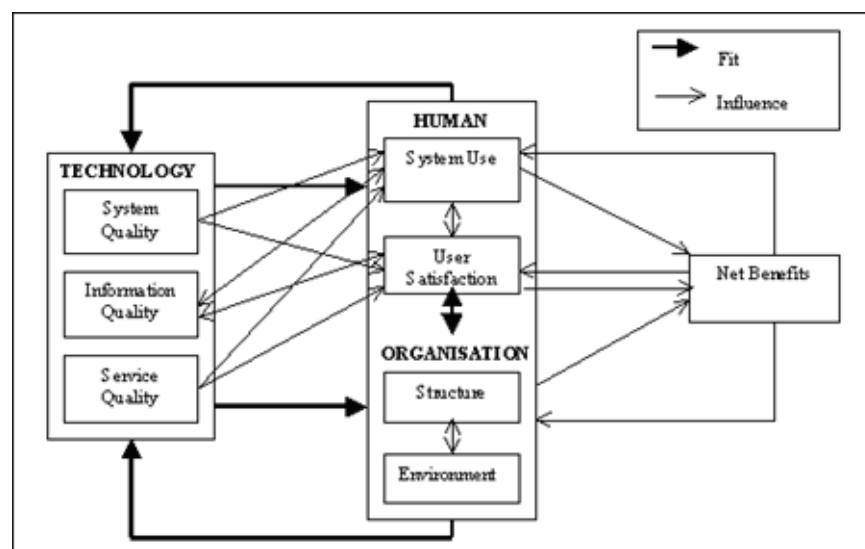 Fit
Influence
HUMAN
System Use
TECHNOLOGY
System
Quality
User
Satisfaction
Net Benefits
Information
Quality
ORGANISATION
Service
Quality
Structure
Environment